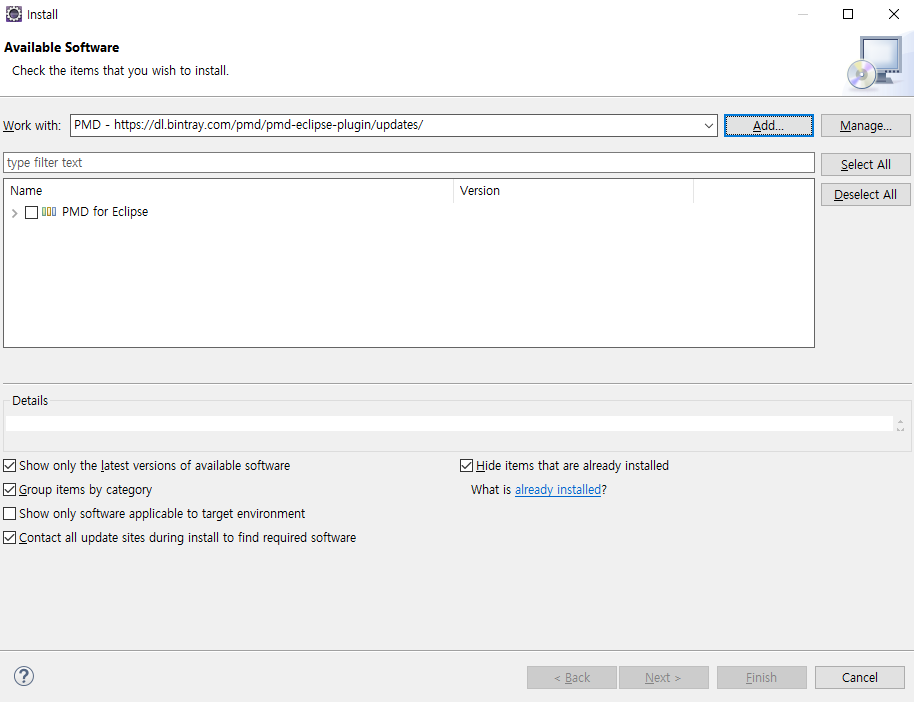 Install
Available Software
Check the items that you wish to install.
Work with: PMD - https://dl.bintray.com/pmd/pmd-eclipse-plugin/updates/ Add... Manage...
type filter text Select All
Name Version Deselect All
PMD for Eclipse
Details
Show only the latest versions of available software Hide items that are already installed
Group items by category What is already installed?
Show only software applicable to target environment
Contact all update sites during install to find required software
? < Back Next > Finish Cancel